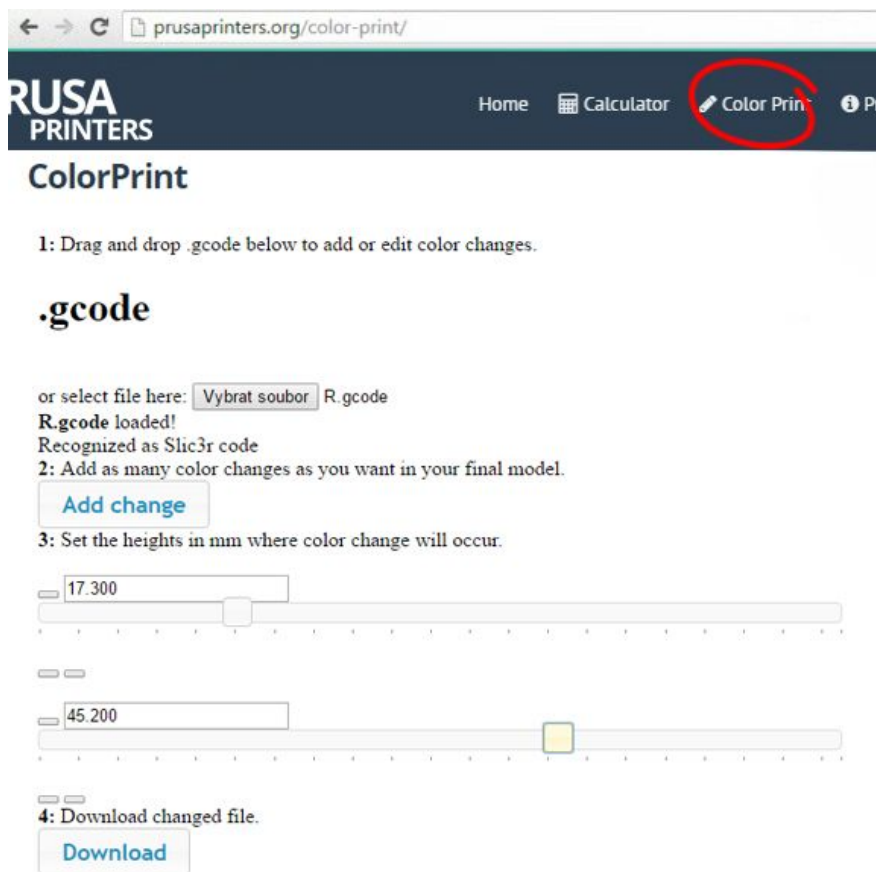 prusaprinters.org/color-print/
RUSA
PRINTERS
Home Calculator Color Print P
ColorPrint
1: Drag and drop .gcode below to add or edit color changes.
.gcode
or select file here: Vybrat soubor R.gcode
R.gcode loaded!
Recognized as Slic3r code
2: Add as many color changes as you want in your final model.
Add change
3: Set the heights in mm where color change will occur.
17.300
45.200
4: Download changed file.
Download